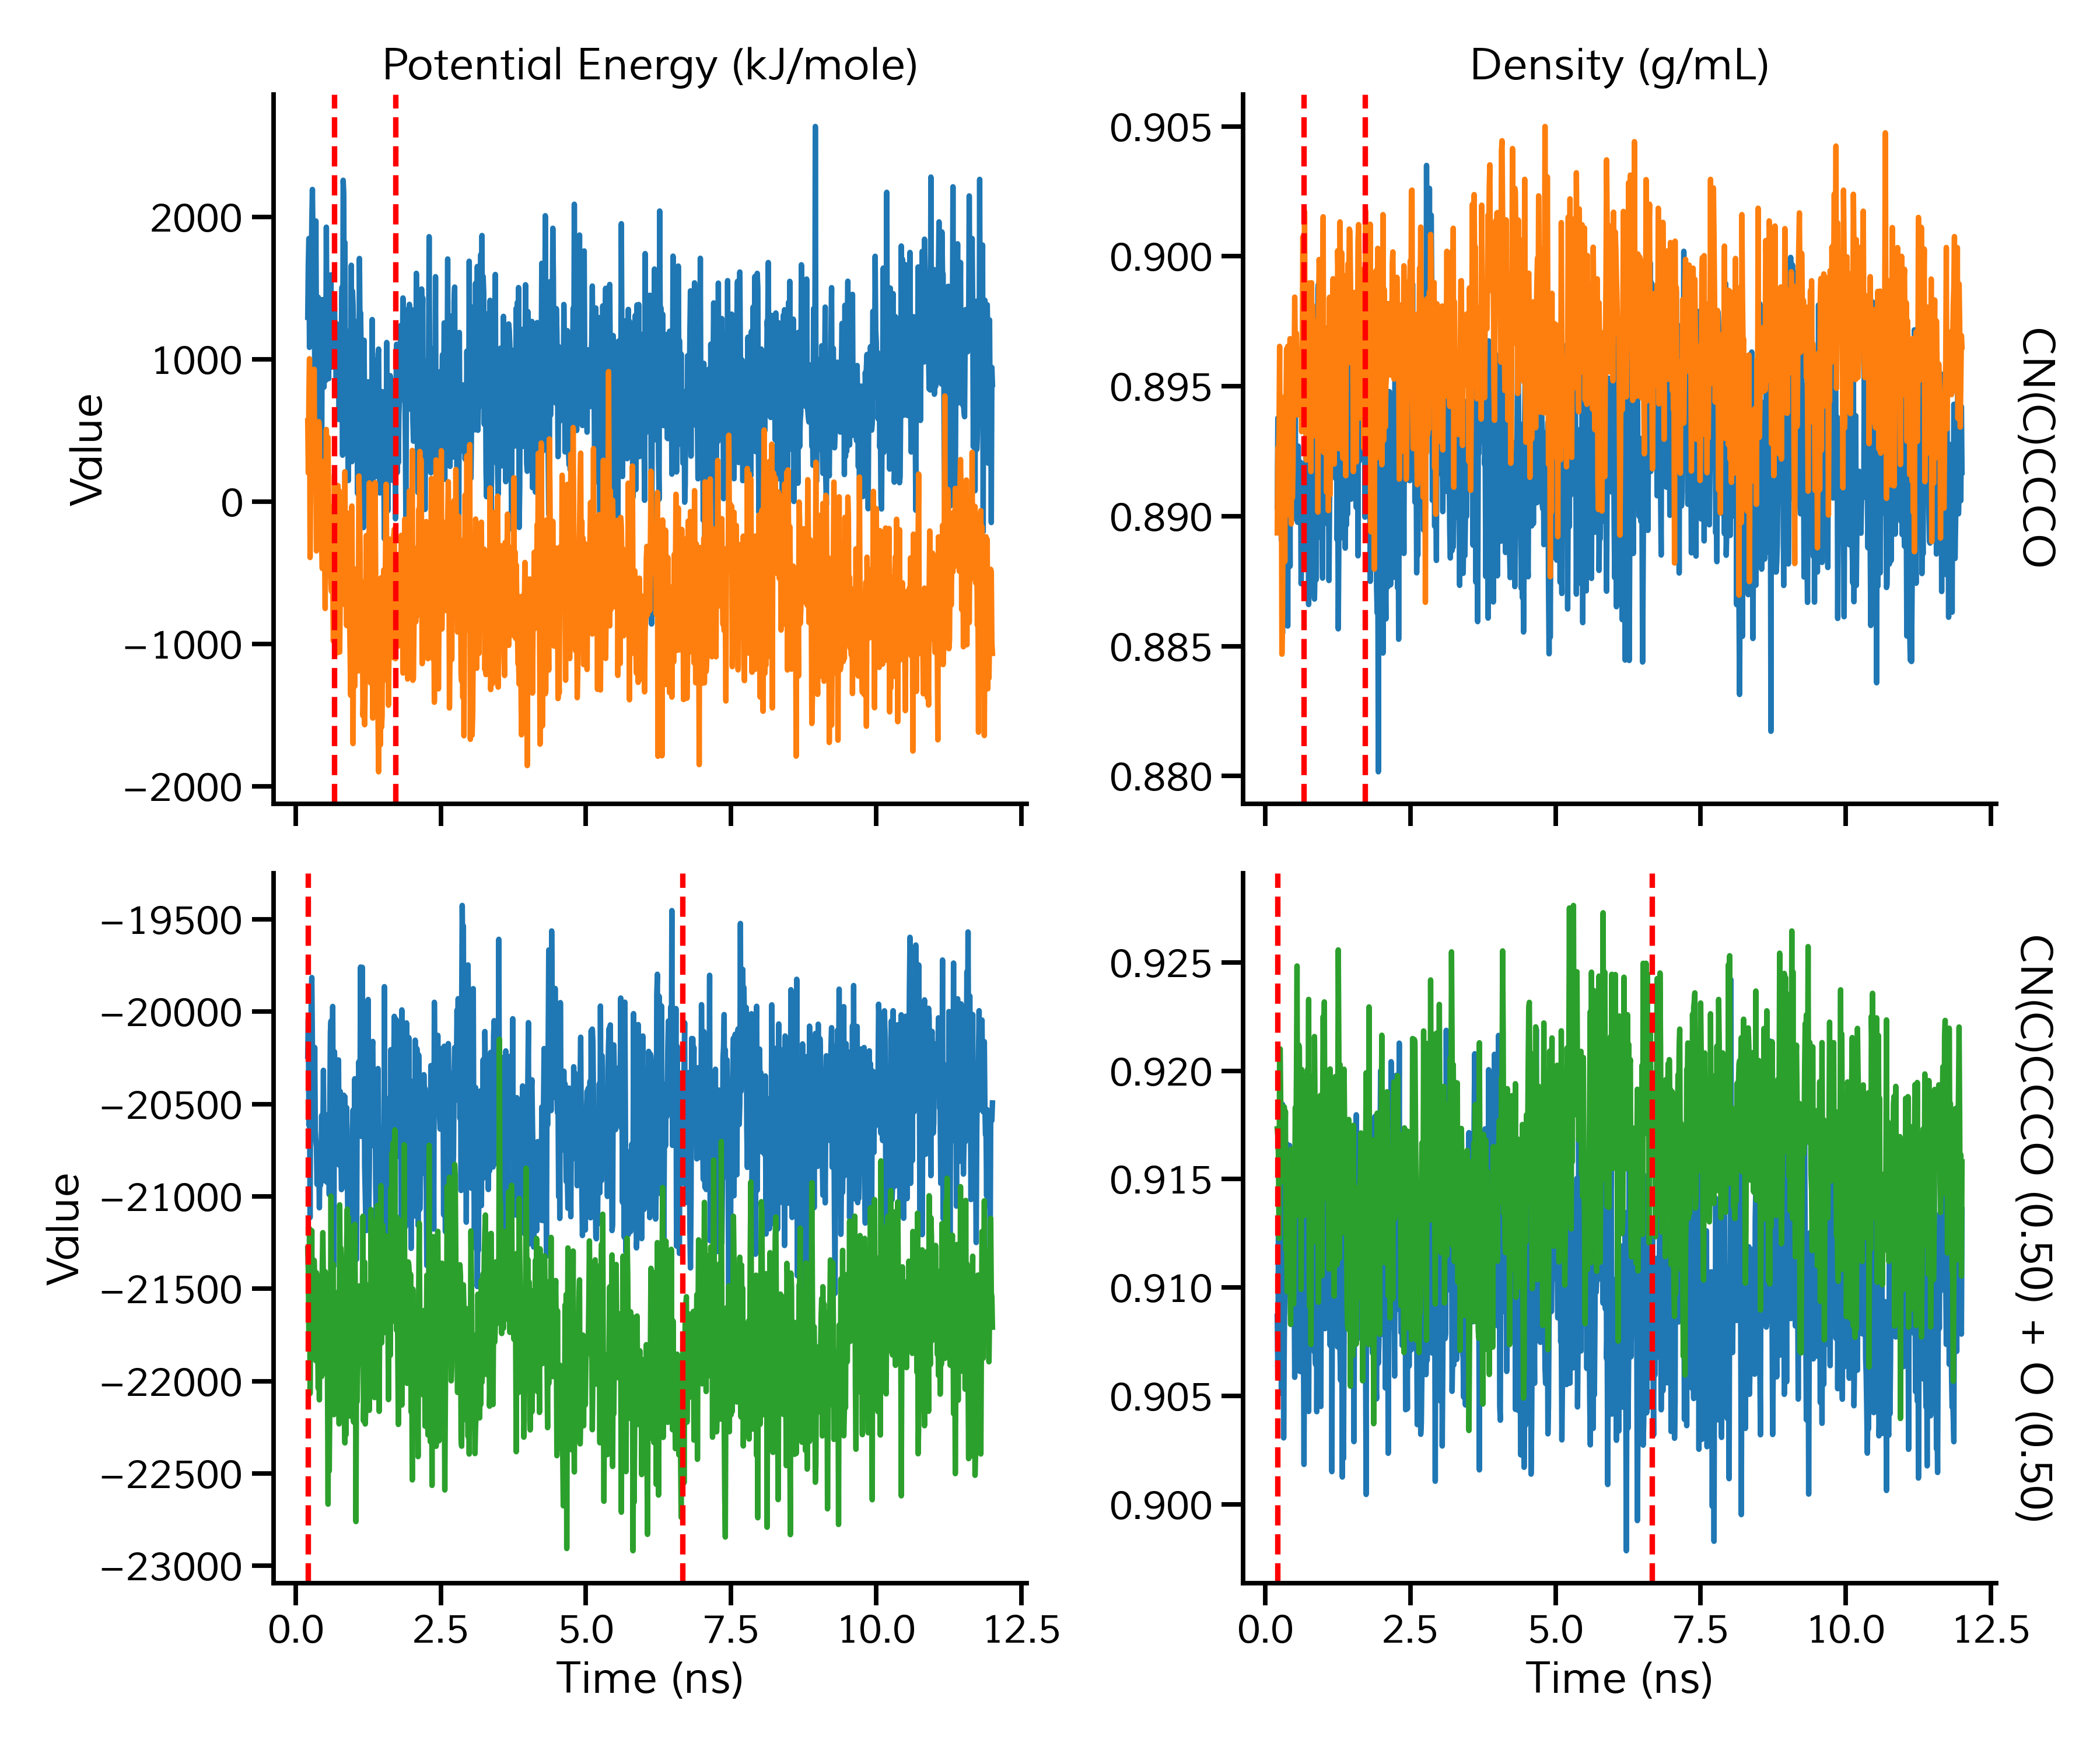 Potential Energy (kJ/mole)
Density (g/mL)
Value
2000
1000
0
−1000
−2000
0.905
0.900
0.895
0.890
0.885
0.880
CN(C)CCCO
Value
−19500
−20000
−20500
−21000
−21500
−22000
−22500
−23000
0.0 2.5 5.0 7.5 10.0 12.5
Time (ns)
0.925
0.920
0.915
0.910
0.905
0.900
0.0 2.5 5.0 7.5 10.0 12.5
Time (ns)
CN(C)CCCO (0.50) + O (0.50)